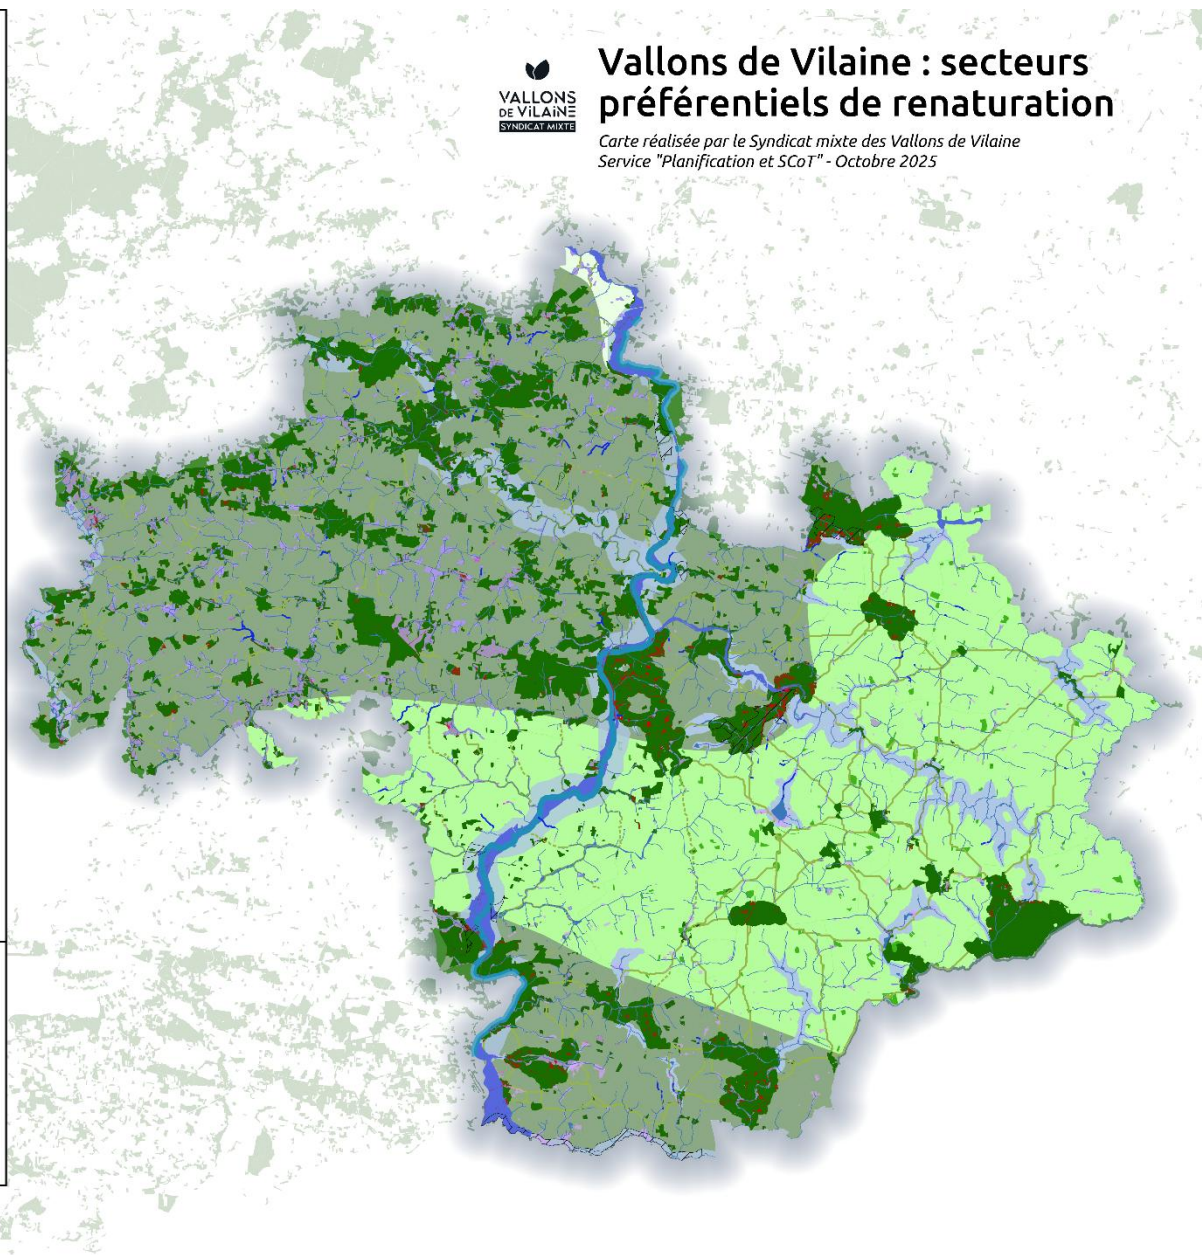 Vallons de Vilaine : secteurs
préférentiels de renaturation
VALLONS
DE VILAINE
SYNDICAT MIXTE
Carte réalisée par le Syndicat mixte des Vallons de Vilaine
Service "Planification et SCoT" - Octobre 2025